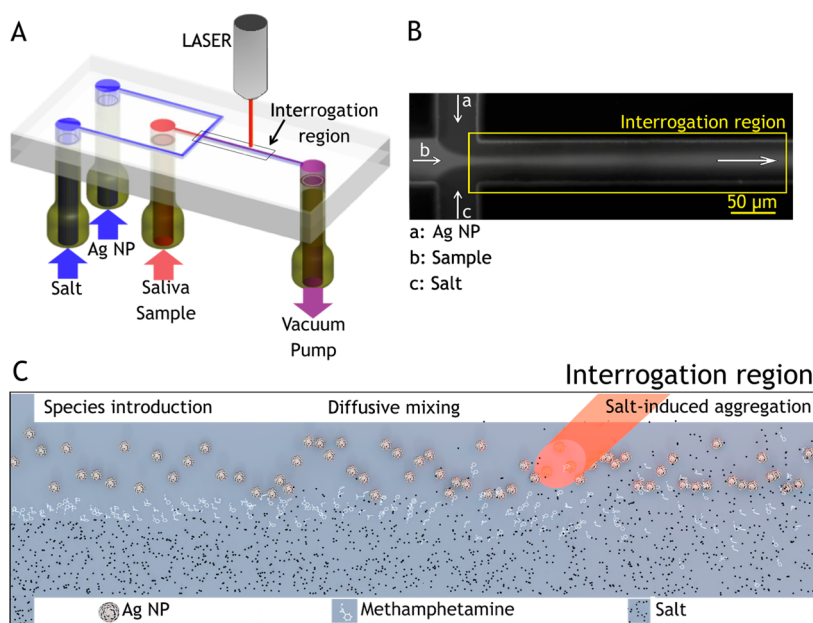 A
LASER
Interrogation
region
Ag NP
Salt
Saliva
Sample
Vacuum
Pump
B
a
Interrogation region
b
c
50 µm
a: Ag NP
b: Sample
c: Salt
C
Interrogation region
Species introduction
Diffusive mixing
Salt-induced aggregation
Ag NP
Methamphetamine
Salt